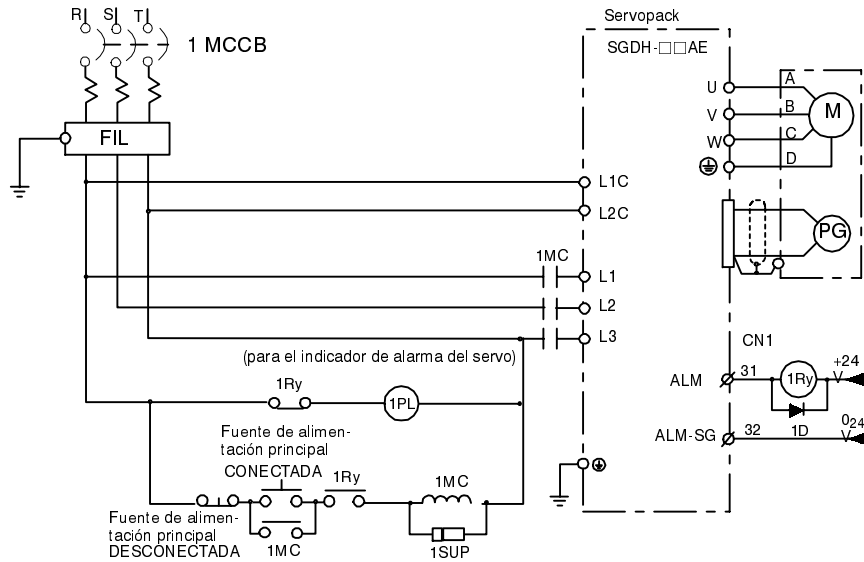 R S T
1 MCCB
Servopack
SGDH-□□AE
FIL
U
A
V
B
M
W
C
D
L1C
L2C
PG
1MC
L1
L2
L3
CN1
(para el indicador de alarma del servo)
1Ry
1PL
ALM
31
1Ry
+24
V
ALM-SG
32
1D
0₂₄
V
Fuente de alimen-
tación principal
CONECTADA
1Ry
1MC
Fuente de alimen-
tación principal
DESCONECTADA
1MC
1SUP